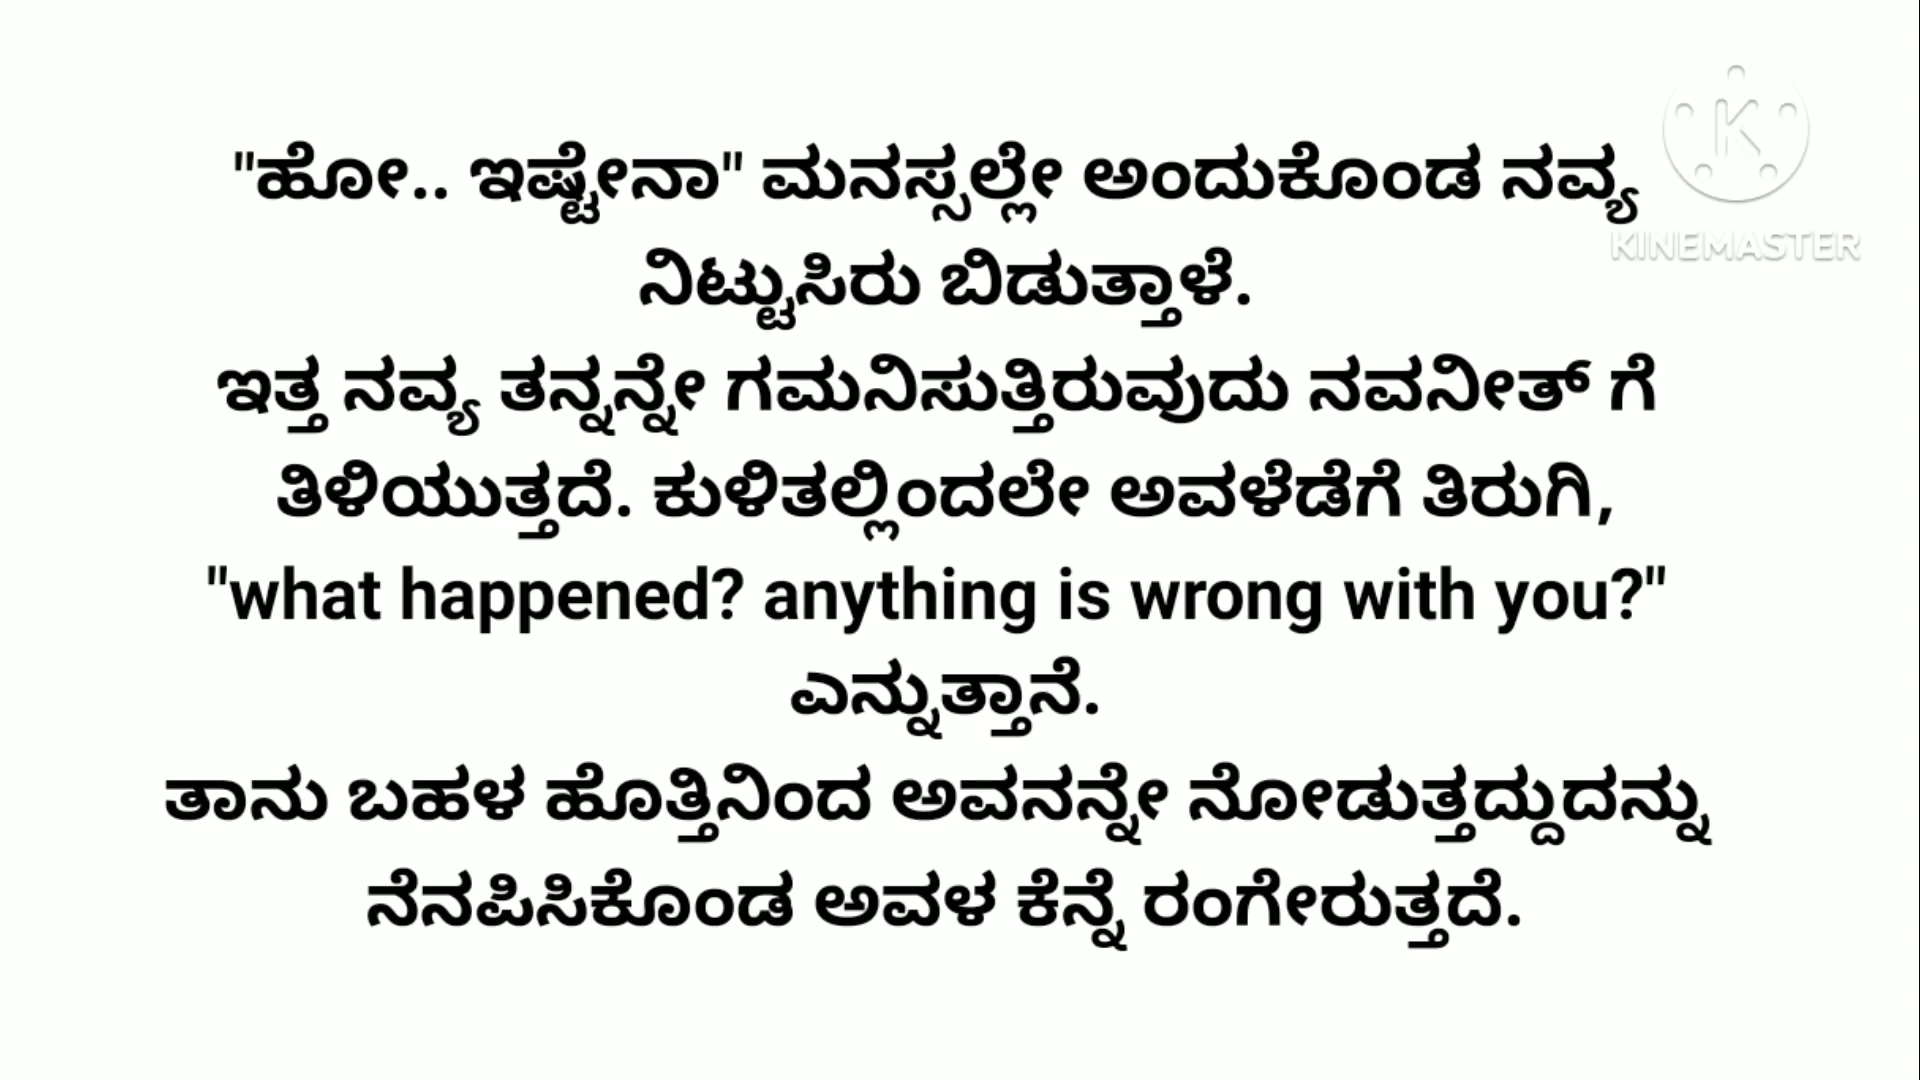 "ಹೋ.. ಇಷ್ಟೇನಾ" ಮನಸ್ಸಲ್ಲೇ ಅಂದುಕೊಂಡ ನವ್ಯ
ನಿಟ್ಟುಸಿರು ಬಿಡುತ್ತಾಳೆ.
ಇತ್ತ ನವ್ಯ ತನ್ನನ್ನೇ ಗಮನಿಸುತ್ತಿರುವುದು ನವನೀತ್ ಗೆ
ತಿಳಿಯುತ್ತದೆ. ಕುಳಿತಲ್ಲಿಂದಲೇ ಅವಳೆಡೆಗೆ ತಿರುಗಿ,
"what happened? anything is wrong with you?"
ಎನ್ನುತ್ತಾನೆ.
ತಾನು ಬಹಳ ಹೊತ್ತಿನಿಂದ ಅವನನ್ನೇ ನೋಡುತ್ತದ್ದುದನ್ನು
ನೆನಪಿಸಿಕೊಂಡ ಅವಳ ಕೆನ್ನೆ ರಂಗೇರುತ್ತದೆ.
K
KINEMASTER